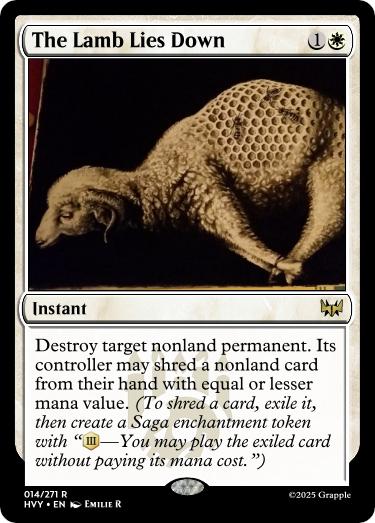 The Lamb Lies Down 1
Instant
Destroy target nonland permanent. Its
controller may shred a nonland card
from their hand with equal or lesser
mana value. (To shred a card, exile it,
then create a Saga enchantment token
with “III—You may play the exiled card
without paying its mana cost.”)
014/271 R
HVY • EN Emilie R
©2025 Grapple